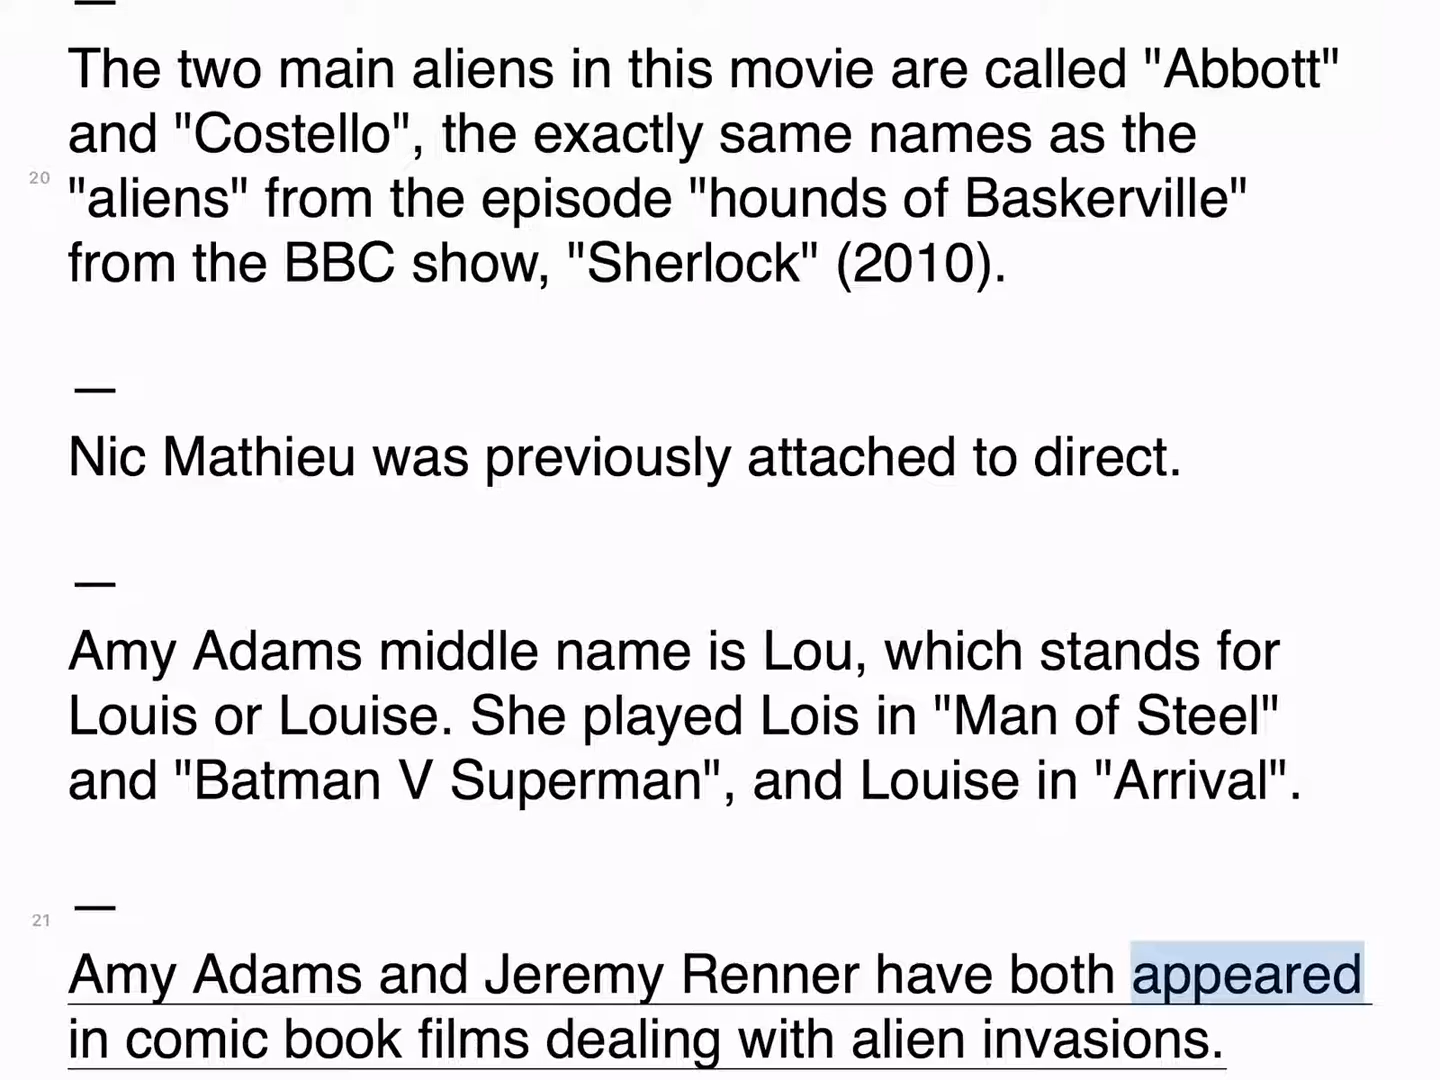 —
The two main aliens in this movie are called "Abbott"
and "Costello", the exactly same names as the
20
"aliens" from the episode "hounds of Baskerville"
from the BBC show, "Sherlock" (2010).
—
Nic Mathieu was previously attached to direct.
—
Amy Adams middle name is Lou, which stands for
Louis or Louise. She played Lois in "Man of Steel"
and "Batman V Superman", and Louise in "Arrival".
—
21
Amy Adams and Jeremy Renner have both appeared
in comic book films dealing with alien invasions.